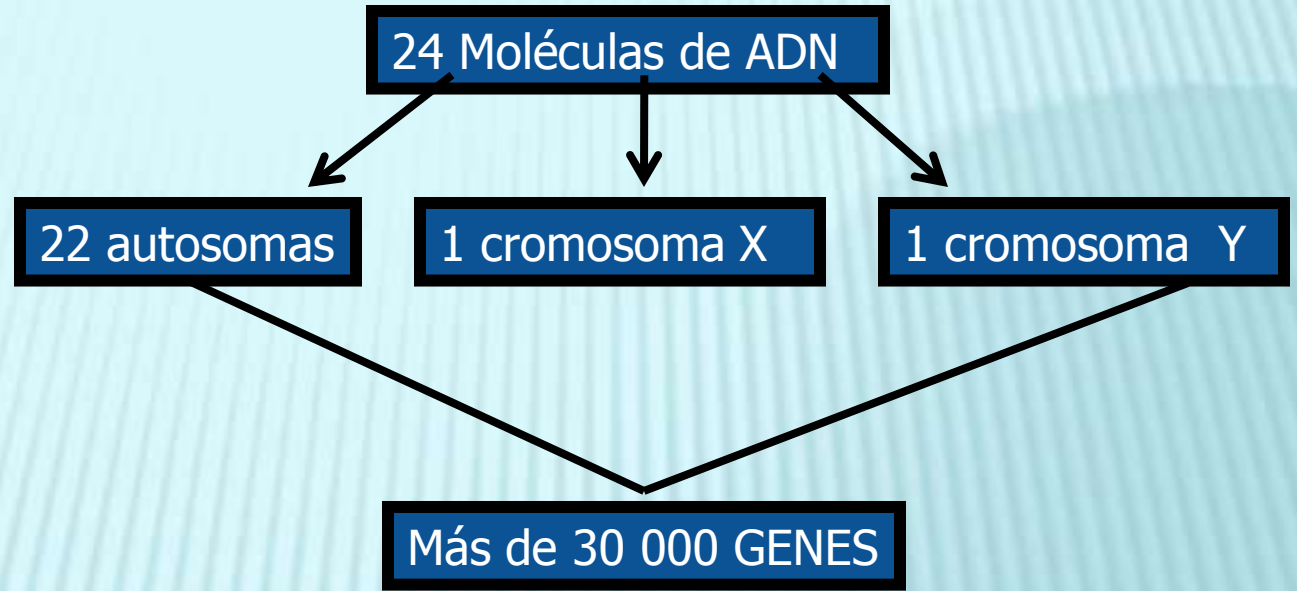 24 Moléculas de ADN
22 autosomas
1 cromosoma X
1 cromosoma Y
Más de 30 000 GENES